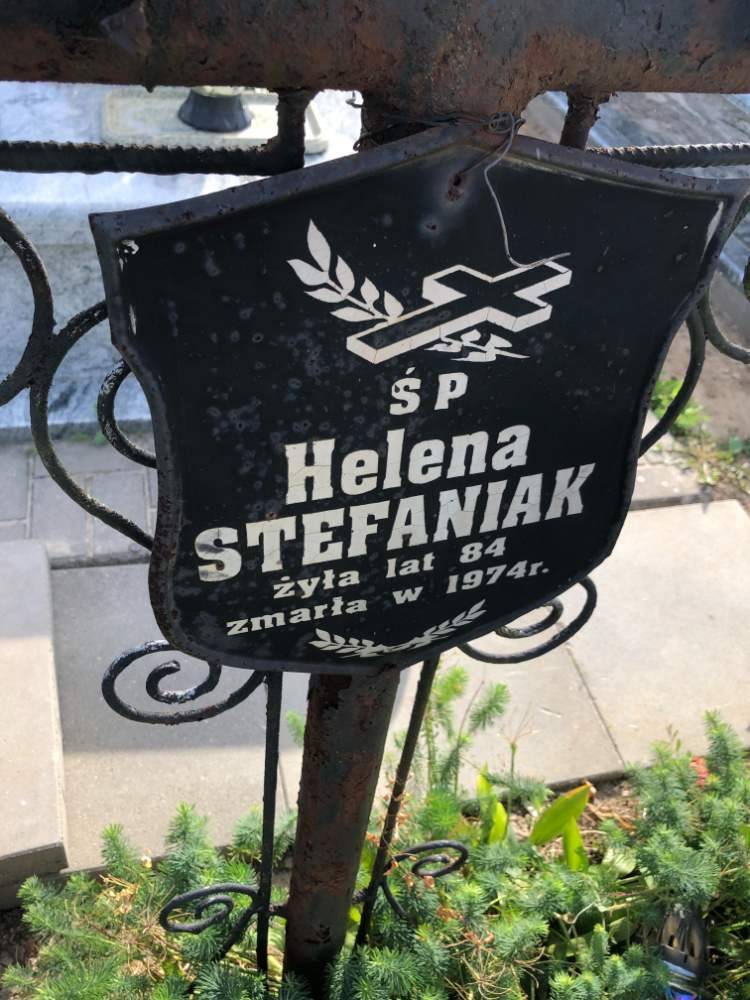 Ś P
Helena
STEFANIAK
żyła lat 84
zmarła w 1974r.